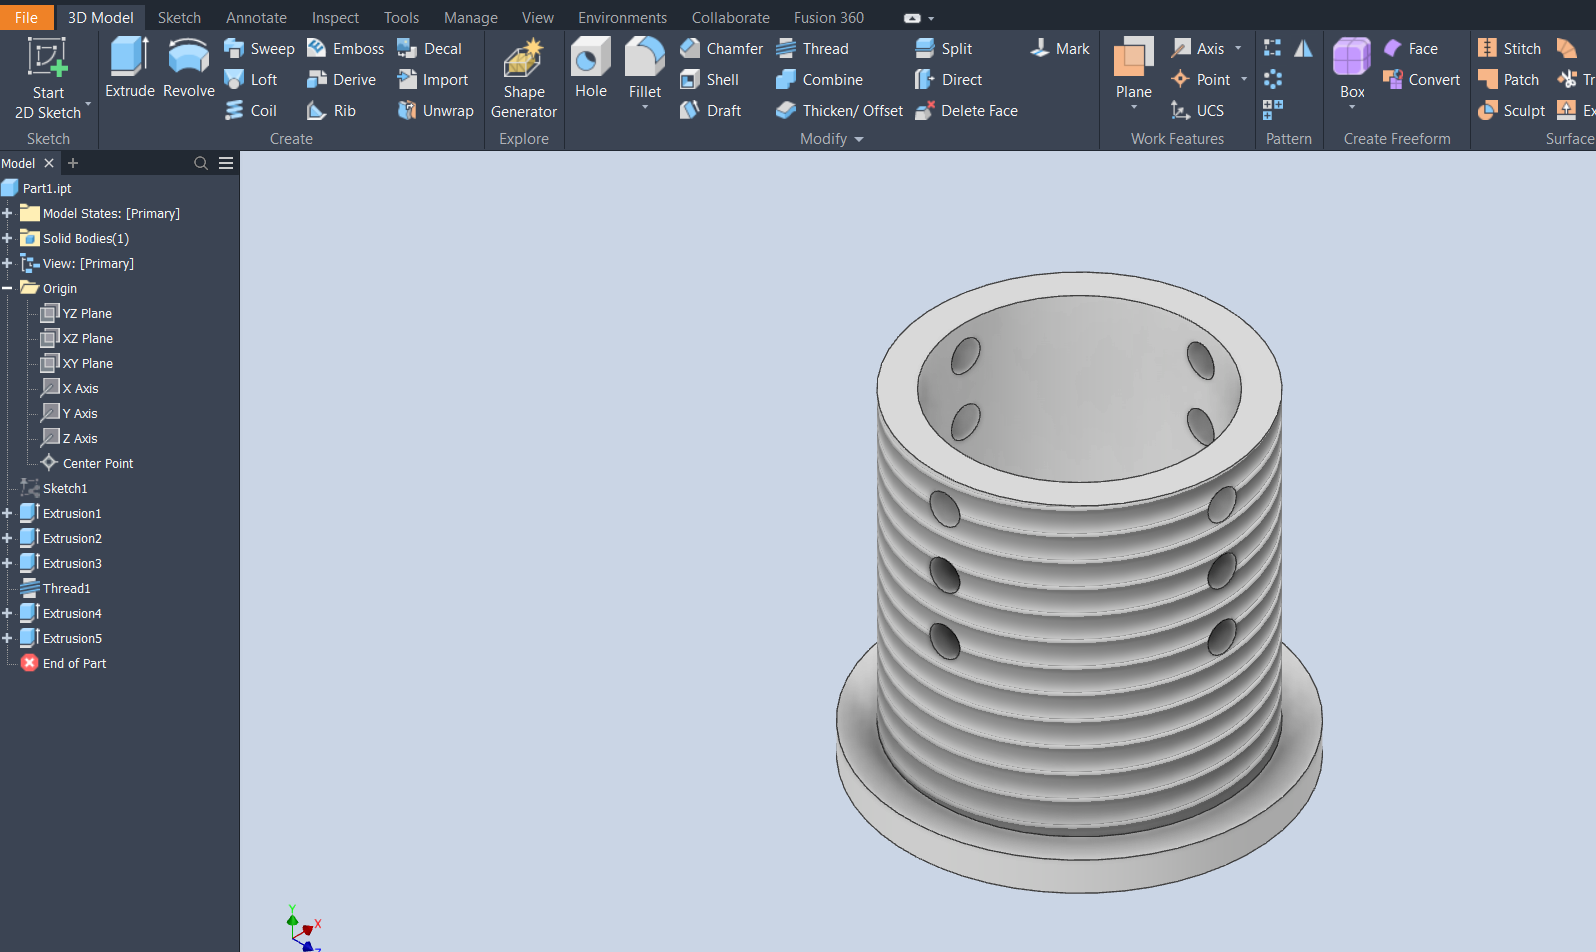 File 3D Model Sketch Annotate Inspect Tools Manage View Environments Collaborate Fusion 360
Start
2D Sketch
Sketch
Extrude Revolve
Sweep Emboss Decal
Loft Derive Import
Coil Rib Unwrap
Create
Shape
Generator
Explore
Hole Fillet
Chamfer Thread Split Mark
Shell Combine Direct
Draft Thicken/ Offset Delete Face
Modify
Plane
Axis
Point
UCS
Work Features
Pattern
Box
Face
Convert
Create Freeform
Stitch
Patch Tr
Sculpt Ex
Surface
Model
Part1.ipt
Model States: [Primary]
Solid Bodies(1)
View: [Primary]
Origin
YZ Plane
XZ Plane
XY Plane
X Axis
Y Axis
Z Axis
Center Point
Sketch1
Extrusion1
Extrusion2
Extrusion3
Thread1
Extrusion4
Extrusion5
End of Part
Y
X